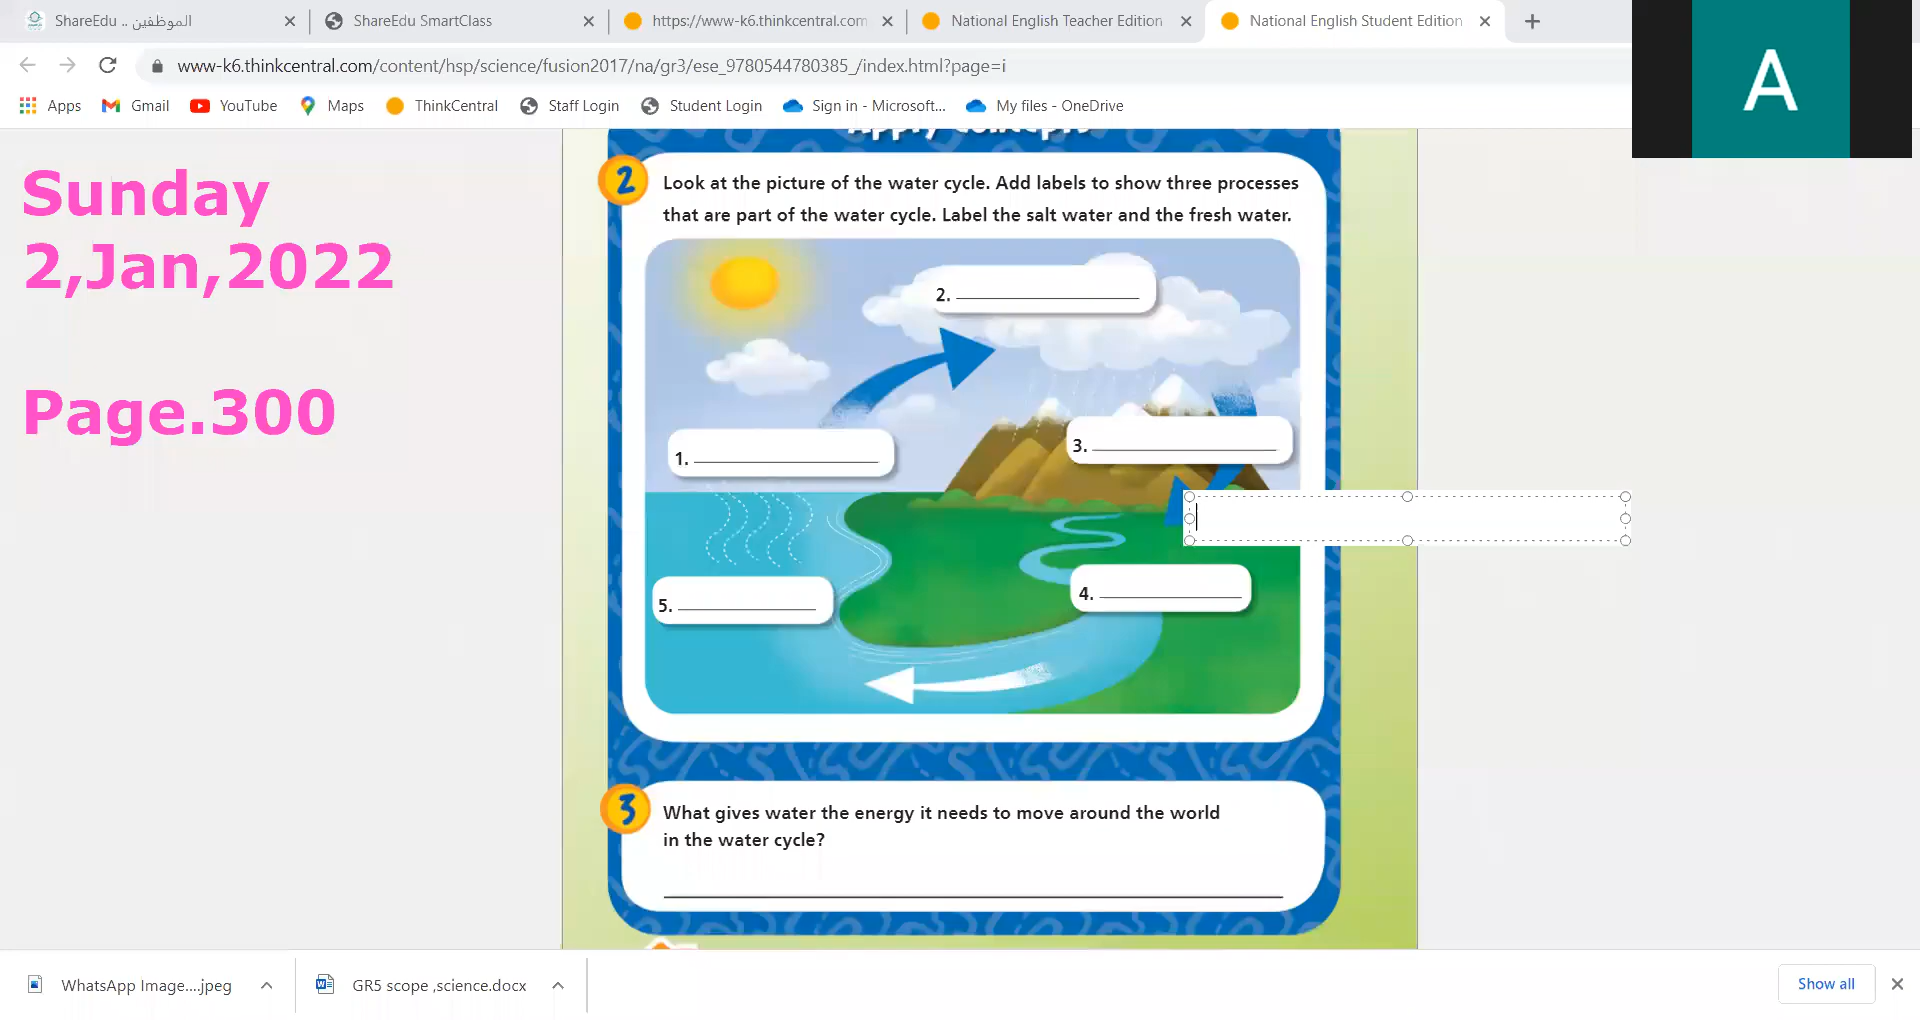 ShareEdu .. الموظفين
ShareEdu SmartClass
https://www-k6.thinkcentral.com
National English Teacher Edition
National English Student Edition
www-k6.thinkcentral.com/content/hsp/science/fusion2017/na/gr3/ese_9780544780385_/index.html?page=i
Apps
Gmail
YouTube
Maps
ThinkCentral
Staff Login
Student Login
Sign in - Microsoft...
My files - OneDrive
A
Sunday
2,Jan,2022
Page.300
Apply Concepts
2
Look at the picture of the water cycle. Add labels to show three processes
that are part of the water cycle. Label the salt water and the fresh water.
2.
1.
3.
5.
4.
3
What gives water the energy it needs to move around the world
in the water cycle?
WhatsApp Image....jpeg
GR5 scope ,science.docx
Show all